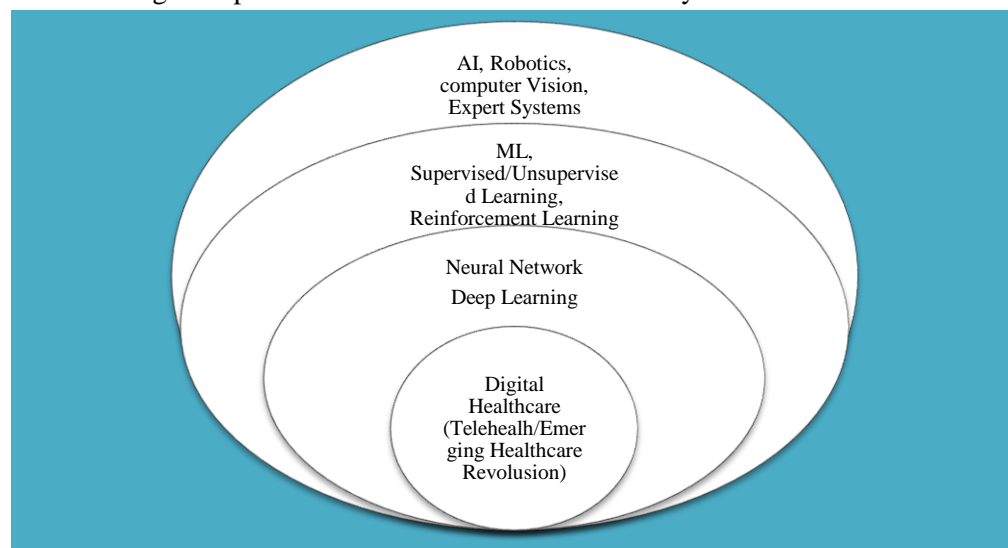 AI, Robotics,
computer Vision,
Expert Systems
ML,
Supervised/Unsupervise
d Learning,
Reinforcement Learning
Neural Network
Deep Learning
Digital
Healthcare
(Telehealh/Emer
ging Healthcare
Revolusion)